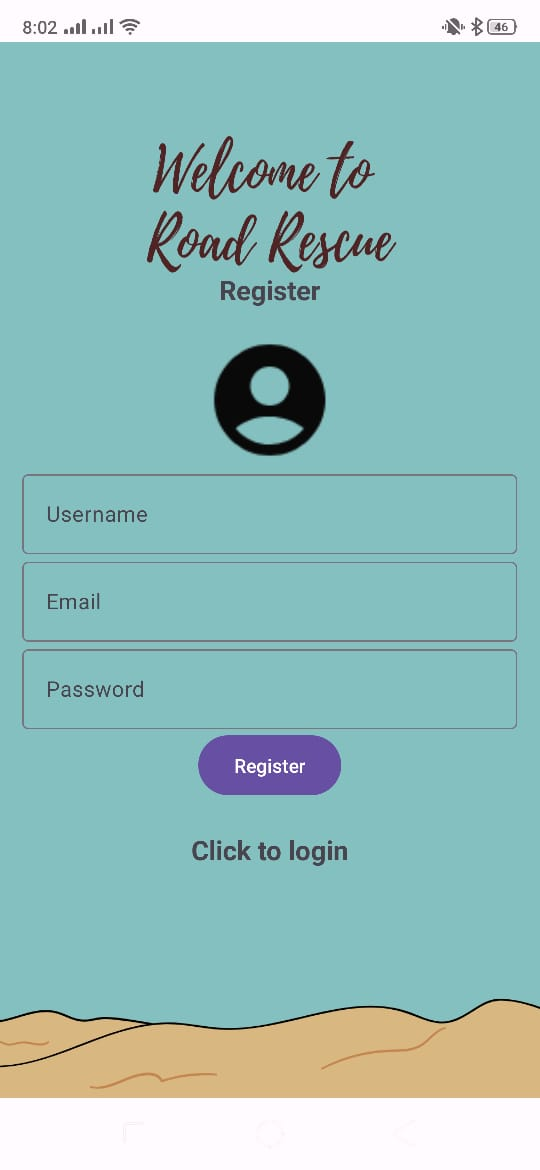 8:02
46
Welcome to
Road Rescue
Register
Username
Email
Password
Register
Click to login